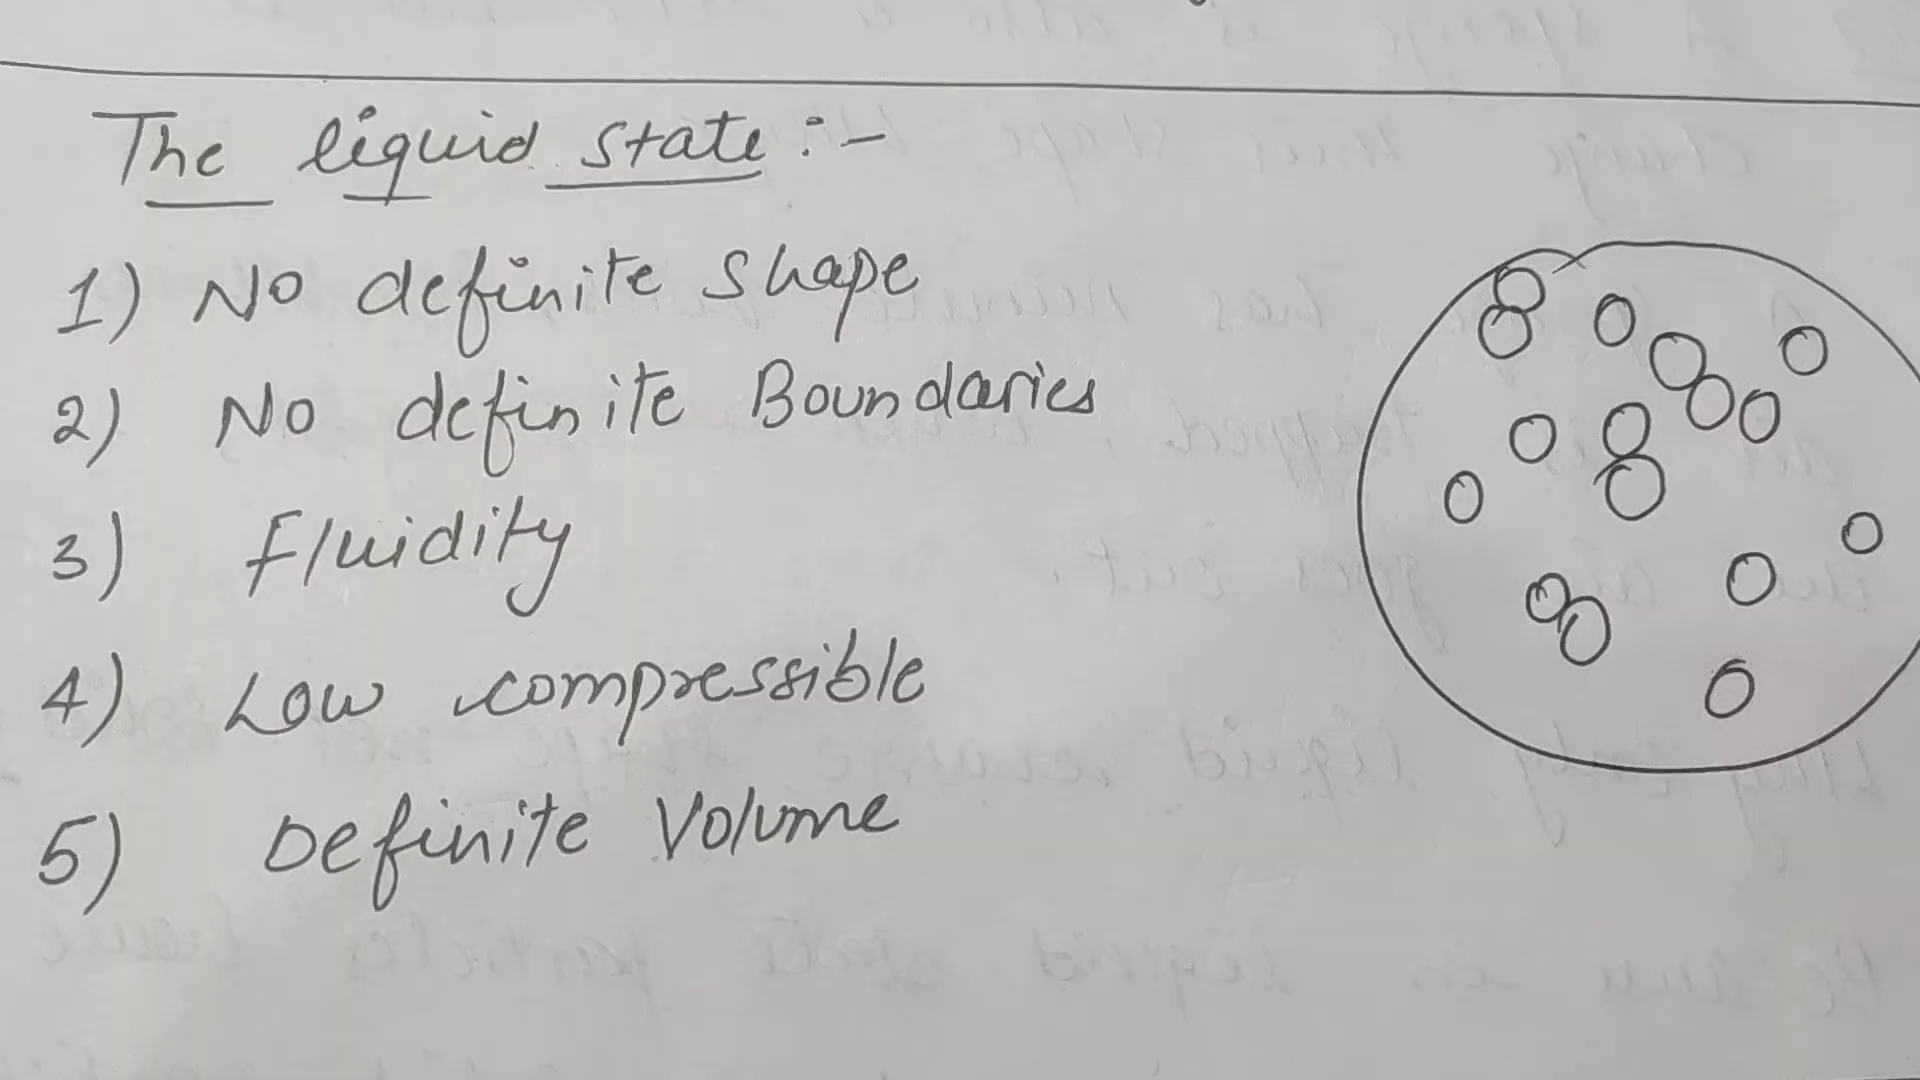 The liquid state :-
1) No definite shape
2) No definite Boundaries
3) Fluidity
4) Low compressible
5) Definite Volume